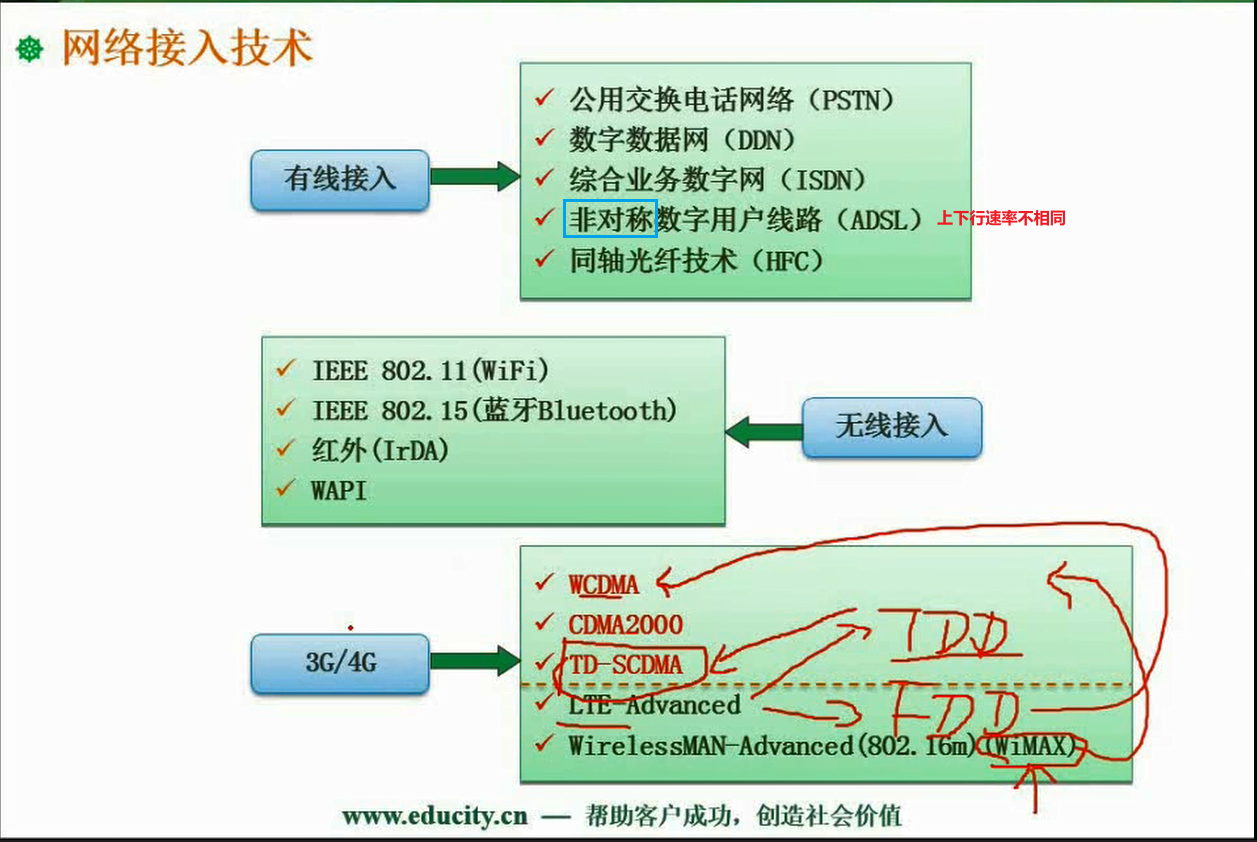 网络接入技术
有线接入
公用交换电话网络（PSTN）
数字数据网（DDN）
综合业务数字网（ISDN）
非对称数字用户线路（ADSL） 上下行速率不相同
同轴光纤技术（HFC）
IEEE 802.11(WiFi)
IEEE 802.15(蓝牙Bluetooth)
红外(IrDA)
WAPI
无线接入
3G/4G
WCDMA
CDMA2000
TDD
TD-SCDMA
LTE-Advanced
FDD
WirelessMAN-Advanced(802.16m)(WiMAX)
www.educity.cn — 帮助客户成功，创造社会价值